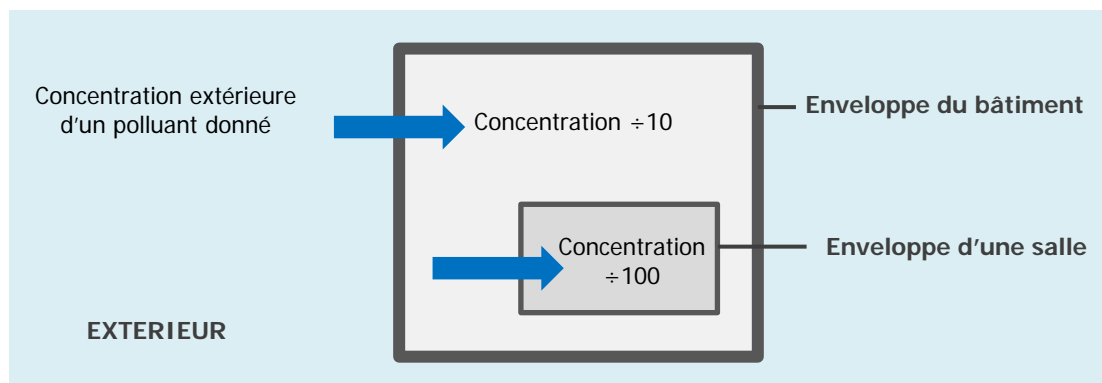 Concentration extérieure
d'un polluant donné
Concentration ÷10
Enveloppe du bâtiment
Concentration
÷100
Enveloppe d'une salle
EXTERIEUR